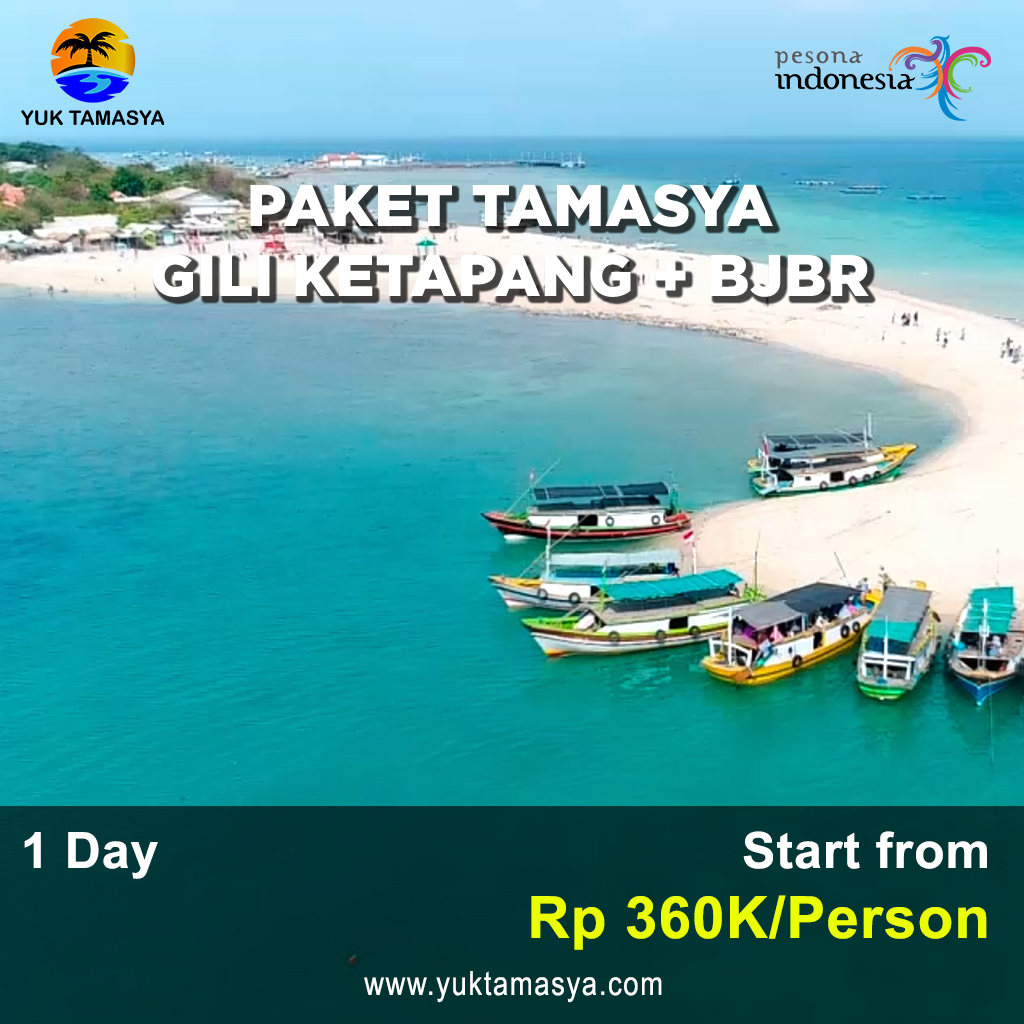 YUK TAMASYA
pesona
indonesia
PAKET TAMASYA
GILI KETAPANG + BJBR
1 Day
Start from
Rp 360K/Person
www.yuktamasya.com